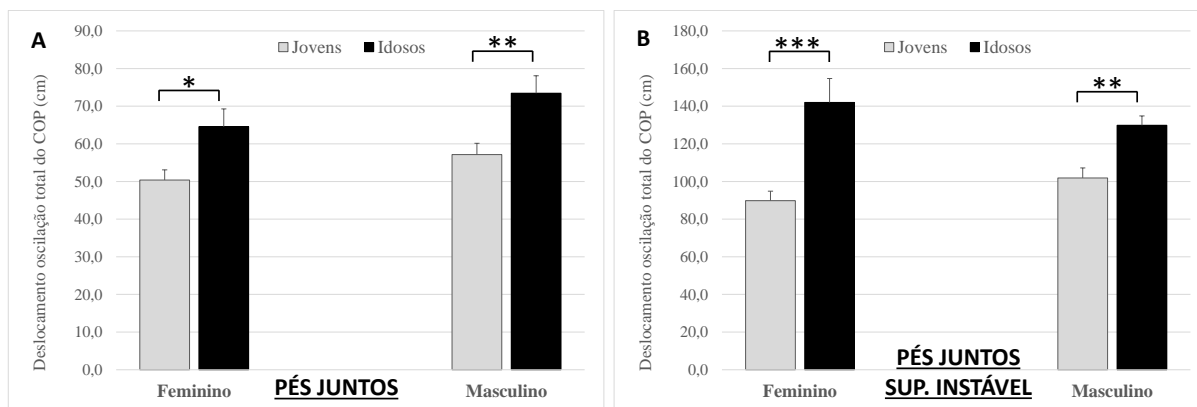 A
Jovens Idosos
Deslocamento oscilação total do COP (cm)
90,0
80,0
70,0
60,0
50,0
40,0
30,0
20,0
10,0
0,0
*
**
Feminino
PÉS JUNTOS
Masculino
B
Jovens Idosos
Deslocamento oscilação total do COP (cm)
180,0
160,0
140,0
120,0
100,0
80,0
60,0
40,0
20,0
0,0
***
**
Feminino
PÉS JUNTOS
SUP. INSTÁVEL
Masculino